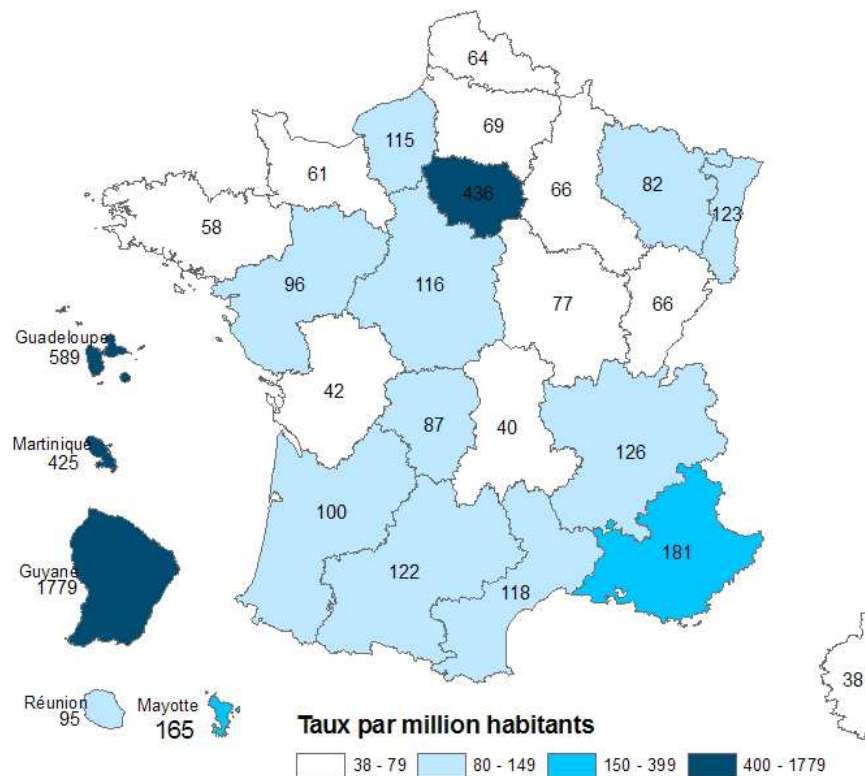 64
69
115
61
436
66
82
123
58
96
116
77
66
Guadeloupe
589
42
87
40
126
Martinique
425
100
122
118
181
Guyane
1779
38
Réunion
95
Mayotte
165
Taux par million habitants
38 - 79
80 - 149
150 - 399
400 - 1779